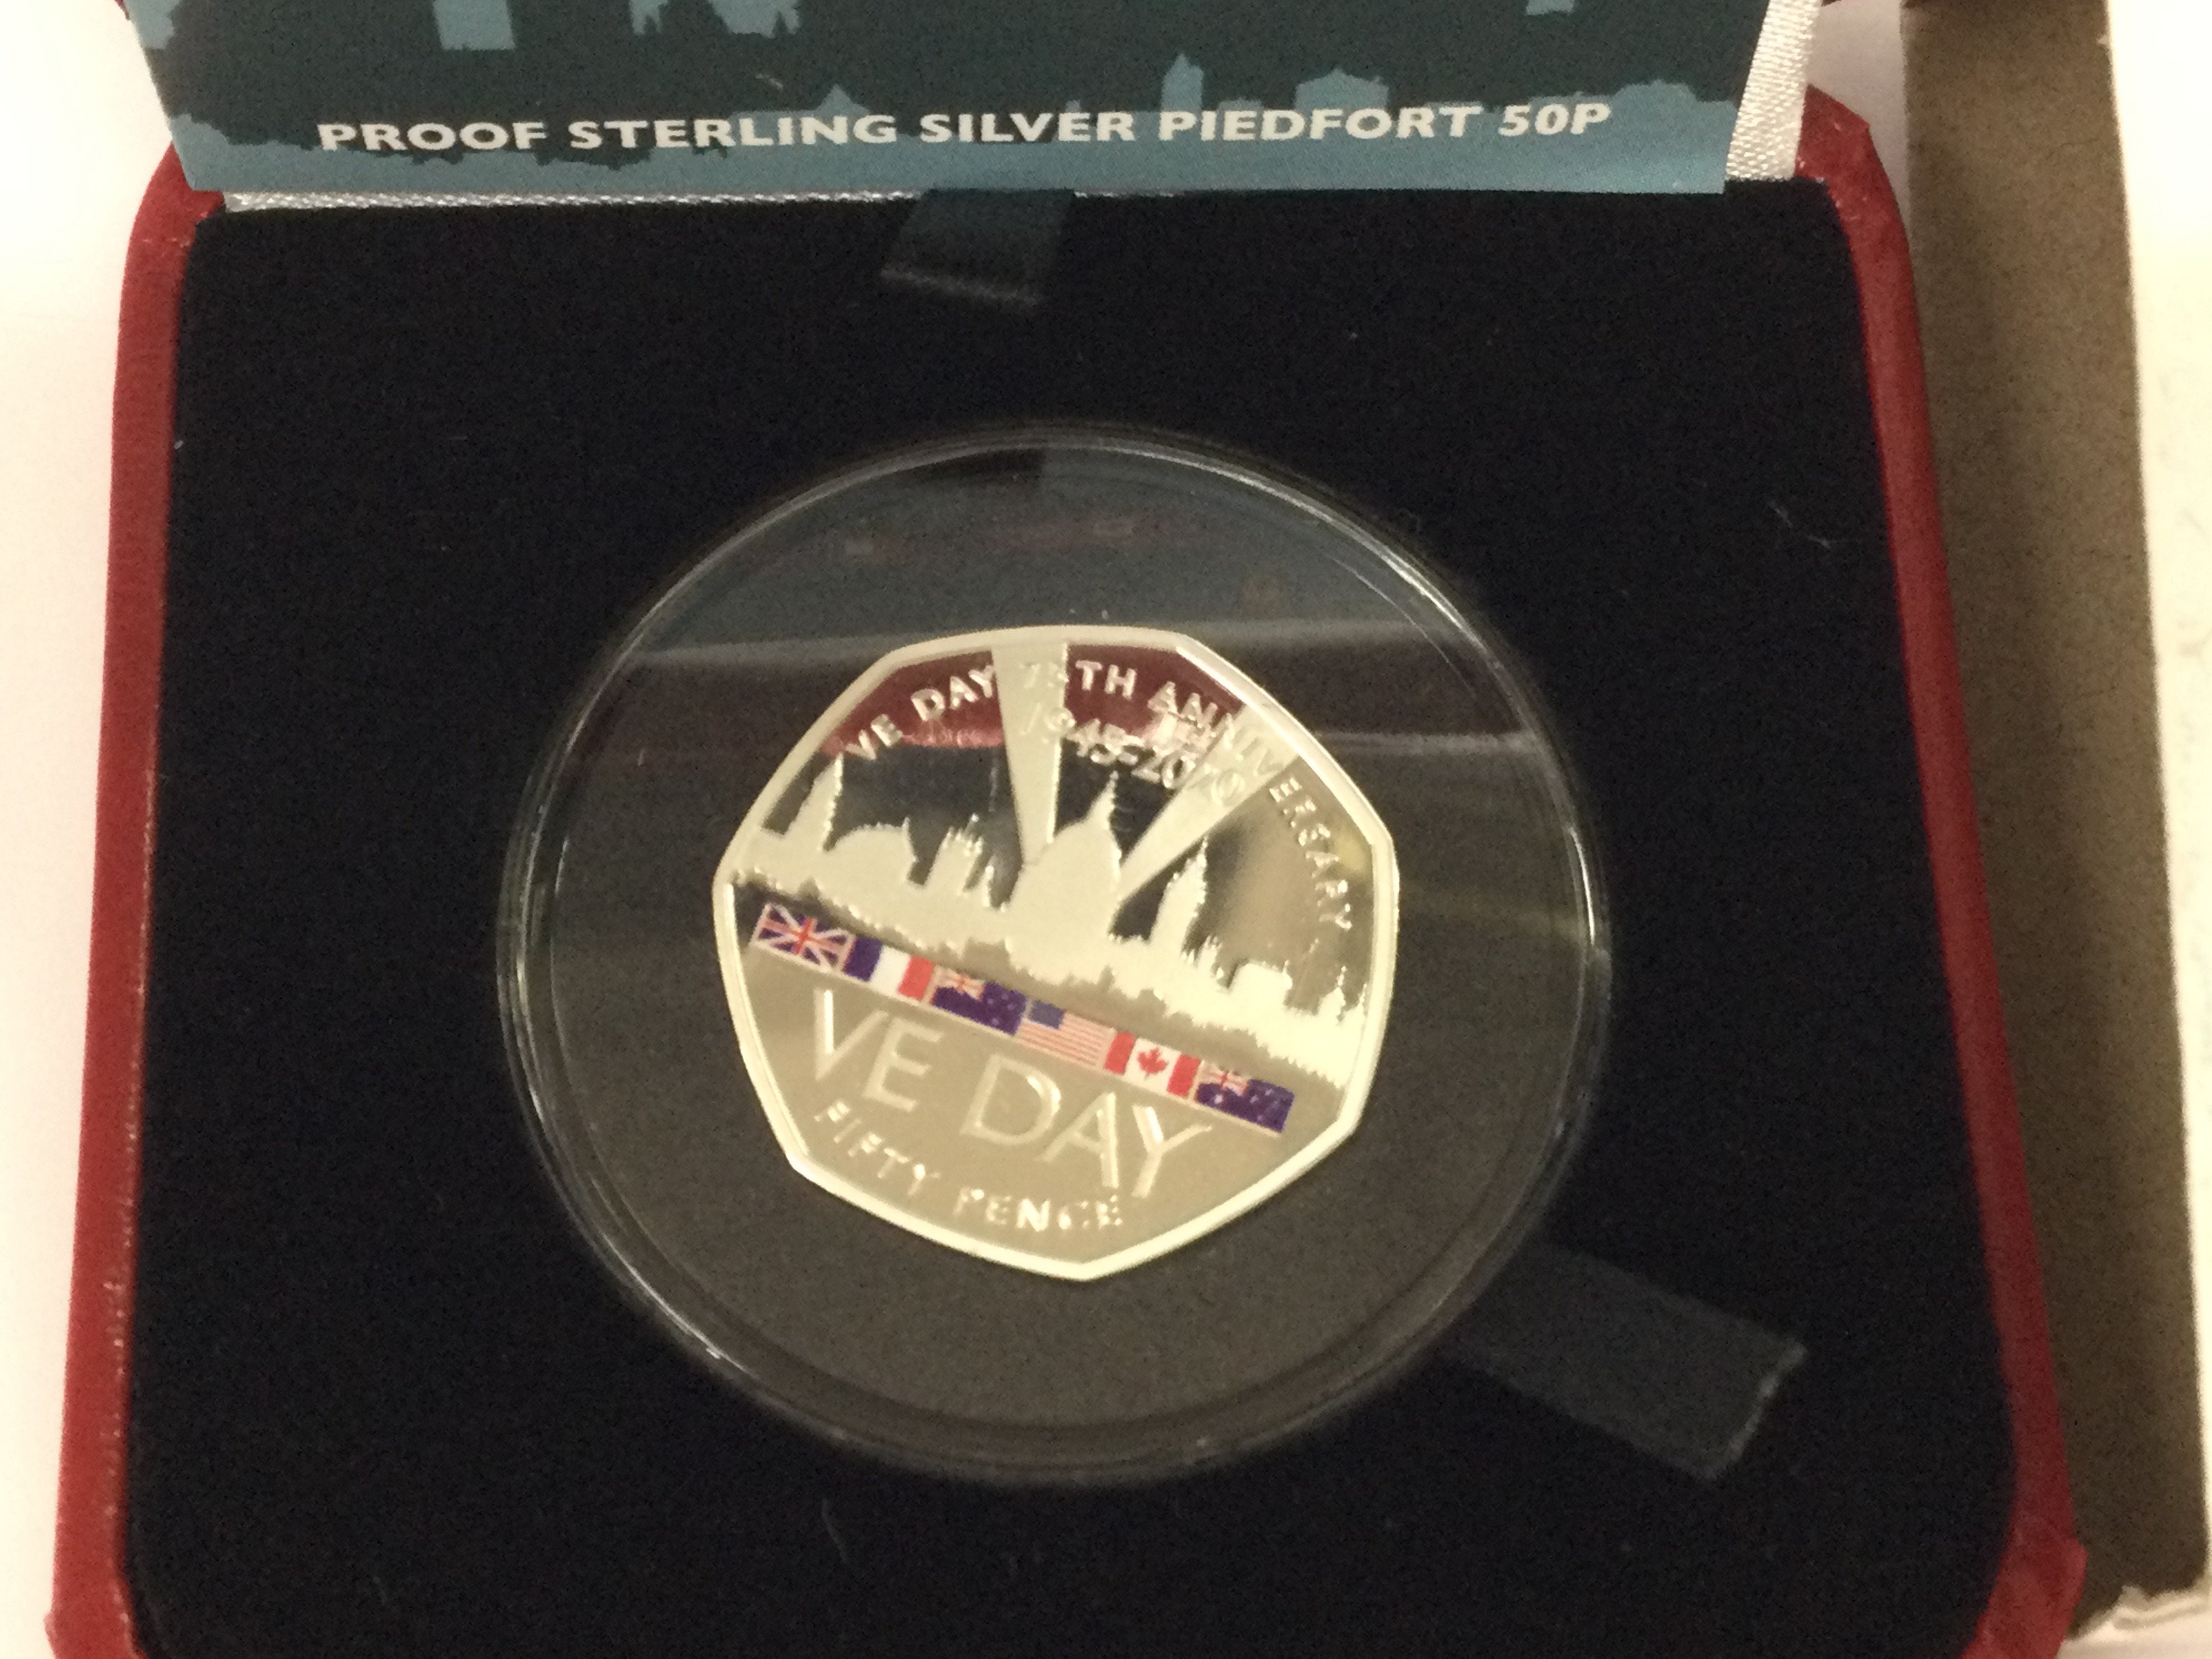 PROOF STERLING SILVER PIEDFORT 50P
VE DAY 75TH ANNIVERSARY
1945-2020
VE DAY
FIFTY PENCE